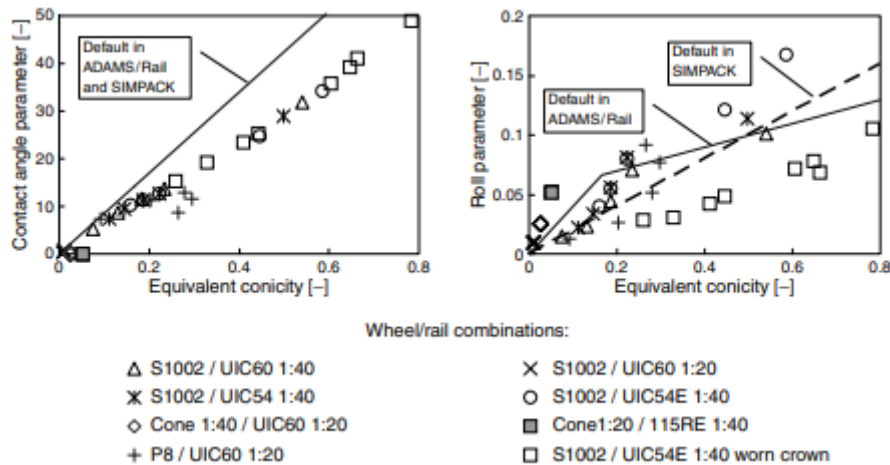 50
40
30
20
10
0
Contact angle parameter [–]
Default in
ADAMS/Rail
and SIMPACK
0
0.2
0.4
0.6
0.8
Equivalent conicity [–]
0.2
0.15
0.1
0.05
0
Roll parameter [–]
Default in
SIMPACK
Default in
ADAMS/Rail
0
0.2
0.4
0.6
0.8
Equivalent conicity [–]
Wheel/rail combinations:
S1002 / UIC60 1:40
S1002 / UIC54 1:40
Cone 1:40 / UIC60 1:20
P8 / UIC60 1:20
S1002 / UIC60 1:20
S1002 / UIC54E 1:40
Cone1:20 / 115RE 1:40
S1002 / UIC54E 1:40 worn crown